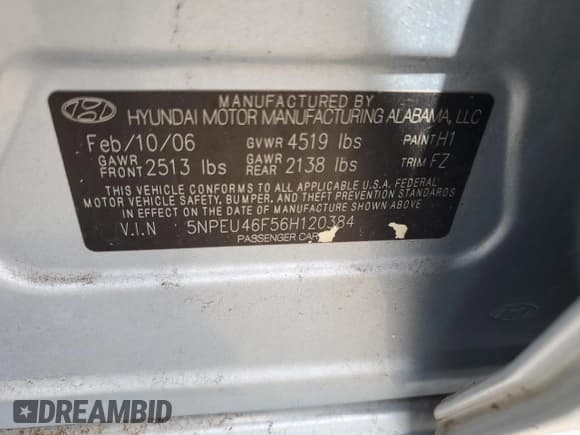 MANUFACTURED BY
HYUNDAI MOTOR MANUFACTURING ALABAMA, LLC
Feb/10/06 GVWR 4519 lbs PAINT H1
GAWR FRONT 2513 lbs GAWR REAR 2138 lbs TRIM FZ
THIS VEHICLE CONFORMS TO ALL APPLICABLE U.S.A. FEDERAL
MOTOR VEHICLE SAFETY, BUMPER, AND THEFT PREVENTION STANDARDS
IN EFFECT ON THE DATE OF MANUFACTURE SHOWN ABOVE.
V.I.N 5NPEU46F56H120384
PASSENGER CAR
DREAMBID